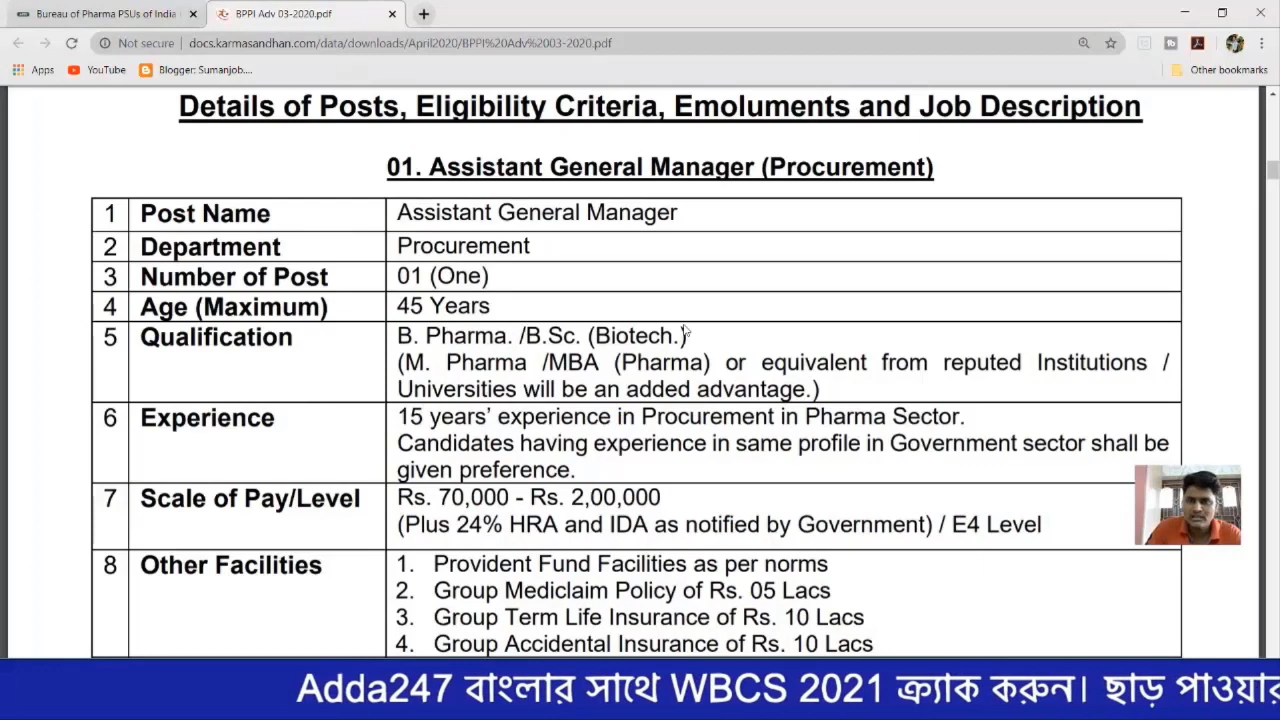 Bureau of Pharma PSUs of India
BPPI Adv 03-2020.pdf
Not secure
docs.karmasandhan.com/data/downloads/April2020/BPPI%20Adv%2003-2020.pdf
Apps
YouTube
Blogger: Sumanjob....
Other bookmarks
Details of Posts, Eligibility Criteria, Emoluments and Job Description
01. Assistant General Manager (Procurement)
1 Post Name Assistant General Manager
2 Department Procurement
3 Number of Post 01 (One)
4 Age (Maximum) 45 Years
5 Qualification B. Pharma. /B.Sc. (Biotech.)
(M. Pharma /MBA (Pharma) or equivalent from reputed Institutions /
Universities will be an added advantage.)
6 Experience 15 years' experience in Procurement in Pharma Sector.
Candidates having experience in same profile in Government sector shall be
given preference.
7 Scale of Pay/Level Rs. 70,000 - Rs. 2,00,000
(Plus 24% HRA and IDA as notified by Government) / E4 Level
8 Other Facilities 1. Provident Fund Facilities as per norms
2. Group Mediclaim Policy of Rs. 05 Lacs
3. Group Term Life Insurance of Rs. 10 Lacs
4. Group Accidental Insurance of Rs. 10 Lacs
Adda247 বাংলার সাথে WBCS 2021 ক্র্যাক করুন। ছাড় পাওয়ার